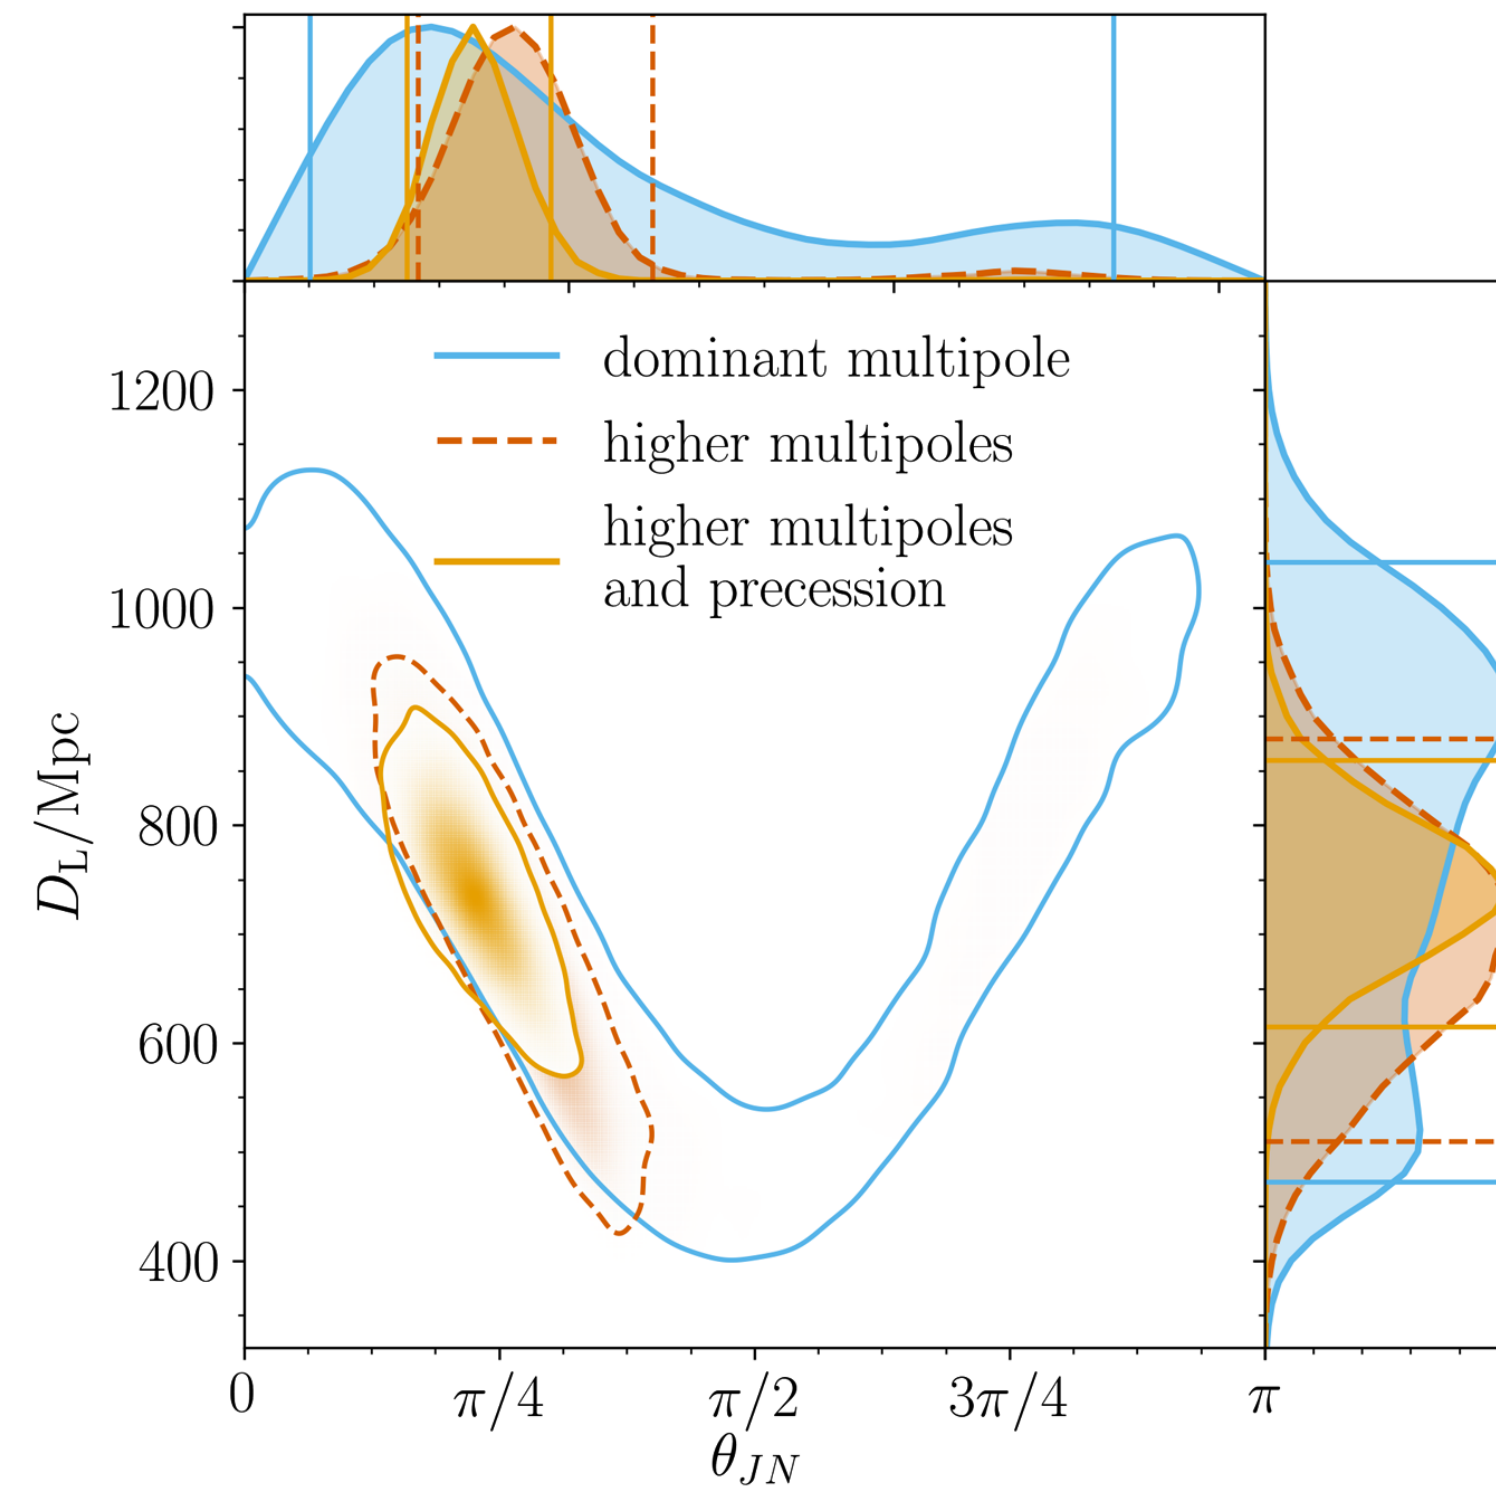 dominant multipole
higher multipoles
higher multipoles
and precession
1200
1000
800
600
400
D_L/Mpc
0 π/4 π/2 3π/4 π
θ_JN